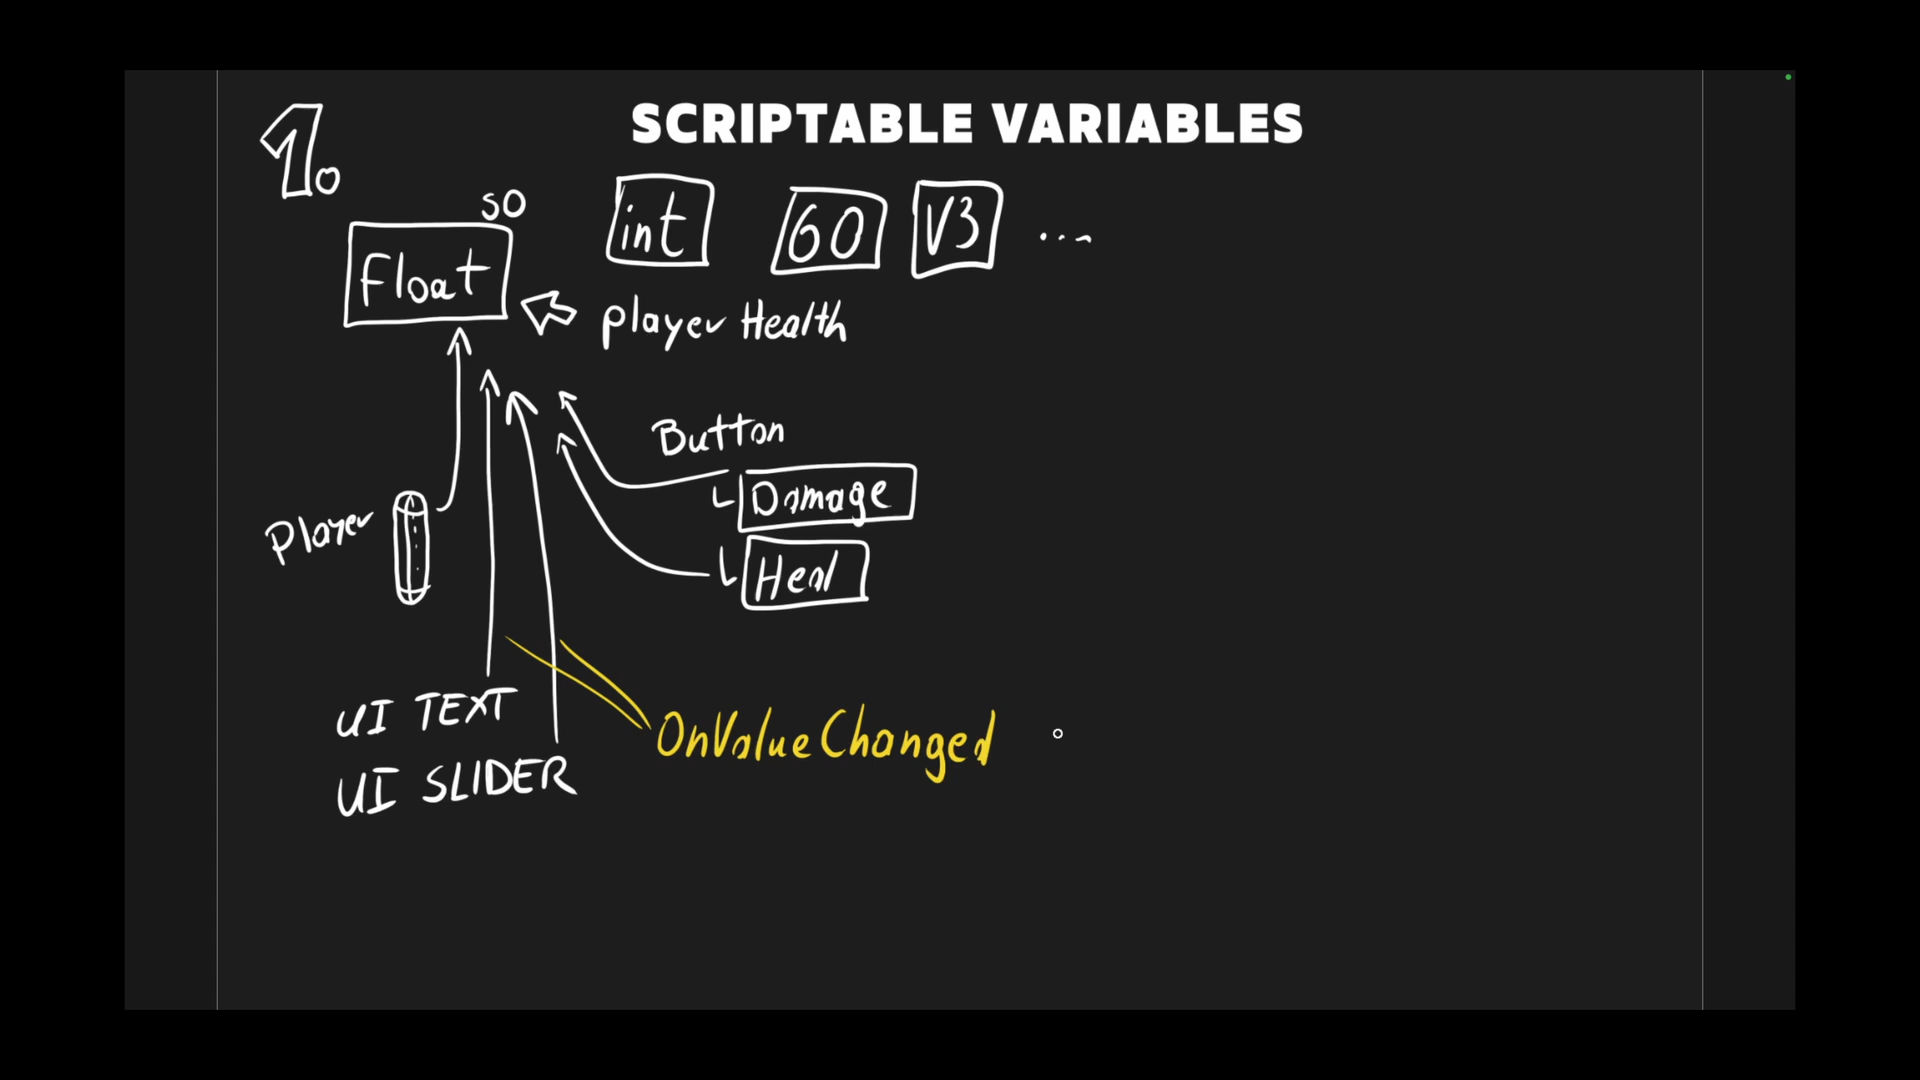 1.
SCRIPTABLE VARIABLES
SO
Float
int
GO
V3
...
player Health
Button
Damage
Heal
Player
UI TEXT
UI SLIDER
OnValueChanged